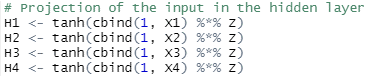 # Projection of the input in the hidden layer
H1 <- tanh(cbind(1, X1) %*% Z)
H2 <- tanh(cbind(1, X2) %*% Z)
H3 <- tanh(cbind(1, X3) %*% Z)
H4 <- tanh(cbind(1, X4) %*% Z)